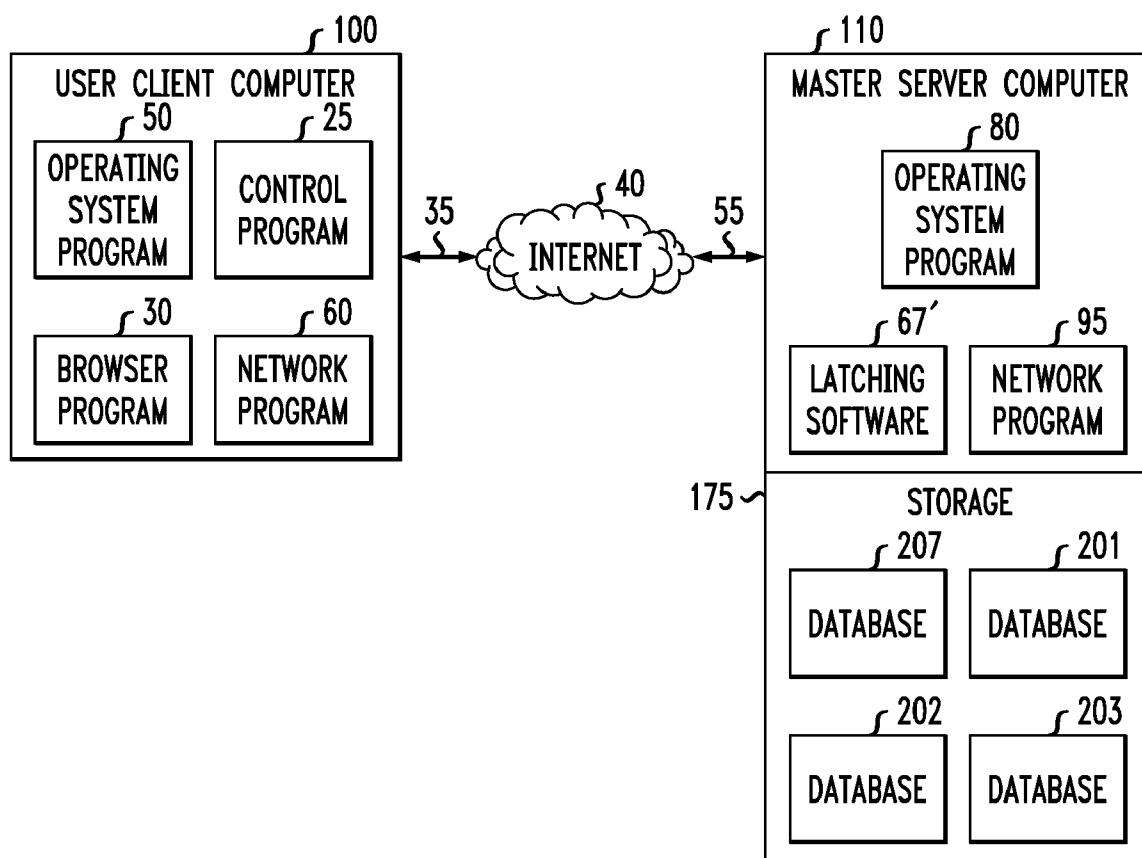 100
USER CLIENT COMPUTER
50
OPERATING
SYSTEM
PROGRAM
25
CONTROL
PROGRAM
30
BROWSER
PROGRAM
60
NETWORK
PROGRAM
35
40
INTERNET
55
110
MASTER SERVER COMPUTER
80
OPERATING
SYSTEM
PROGRAM
67′
LATCHING
SOFTWARE
95
NETWORK
PROGRAM
175
STORAGE
207
DATABASE
201
DATABASE
202
DATABASE
203
DATABASE